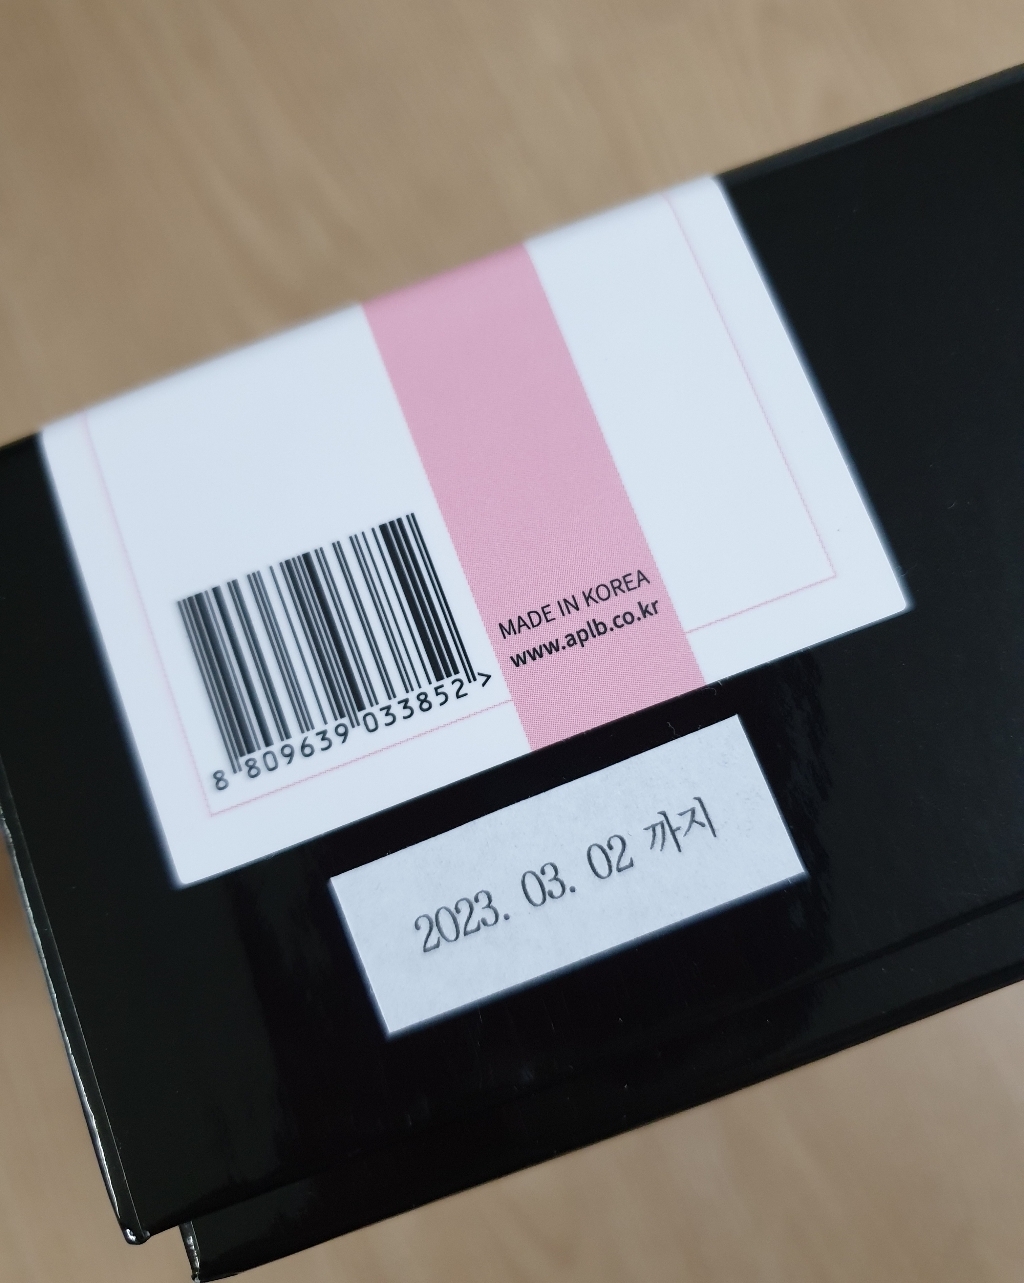 8 809639 033852 >
MADE IN KOREA
www.aplb.co.kr
2023. 03. 02 까지